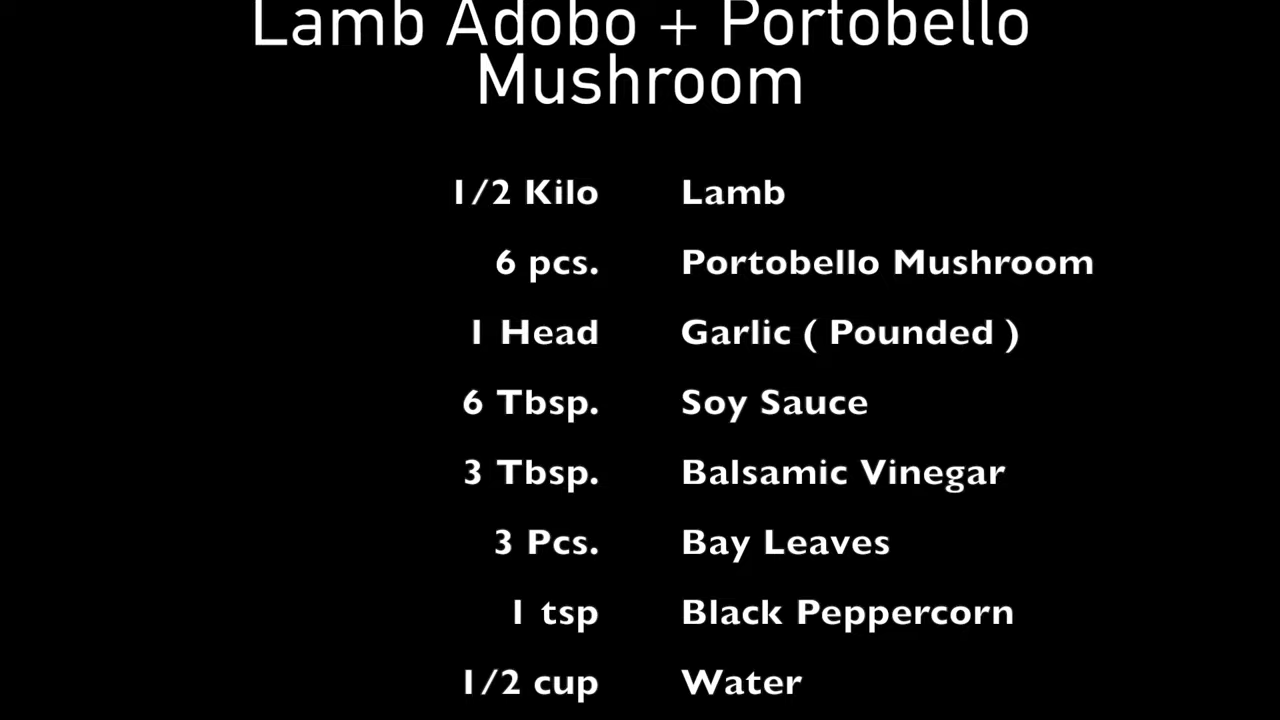 Lamb Adobo + Portobello
Mushroom
1/2 Kilo Lamb
6 pcs. Portobello Mushroom
1 Head Garlic ( Pounded )
6 Tbsp. Soy Sauce
3 Tbsp. Balsamic Vinegar
3 Pcs. Bay Leaves
1 tsp Black Peppercorn
1/2 cup Water